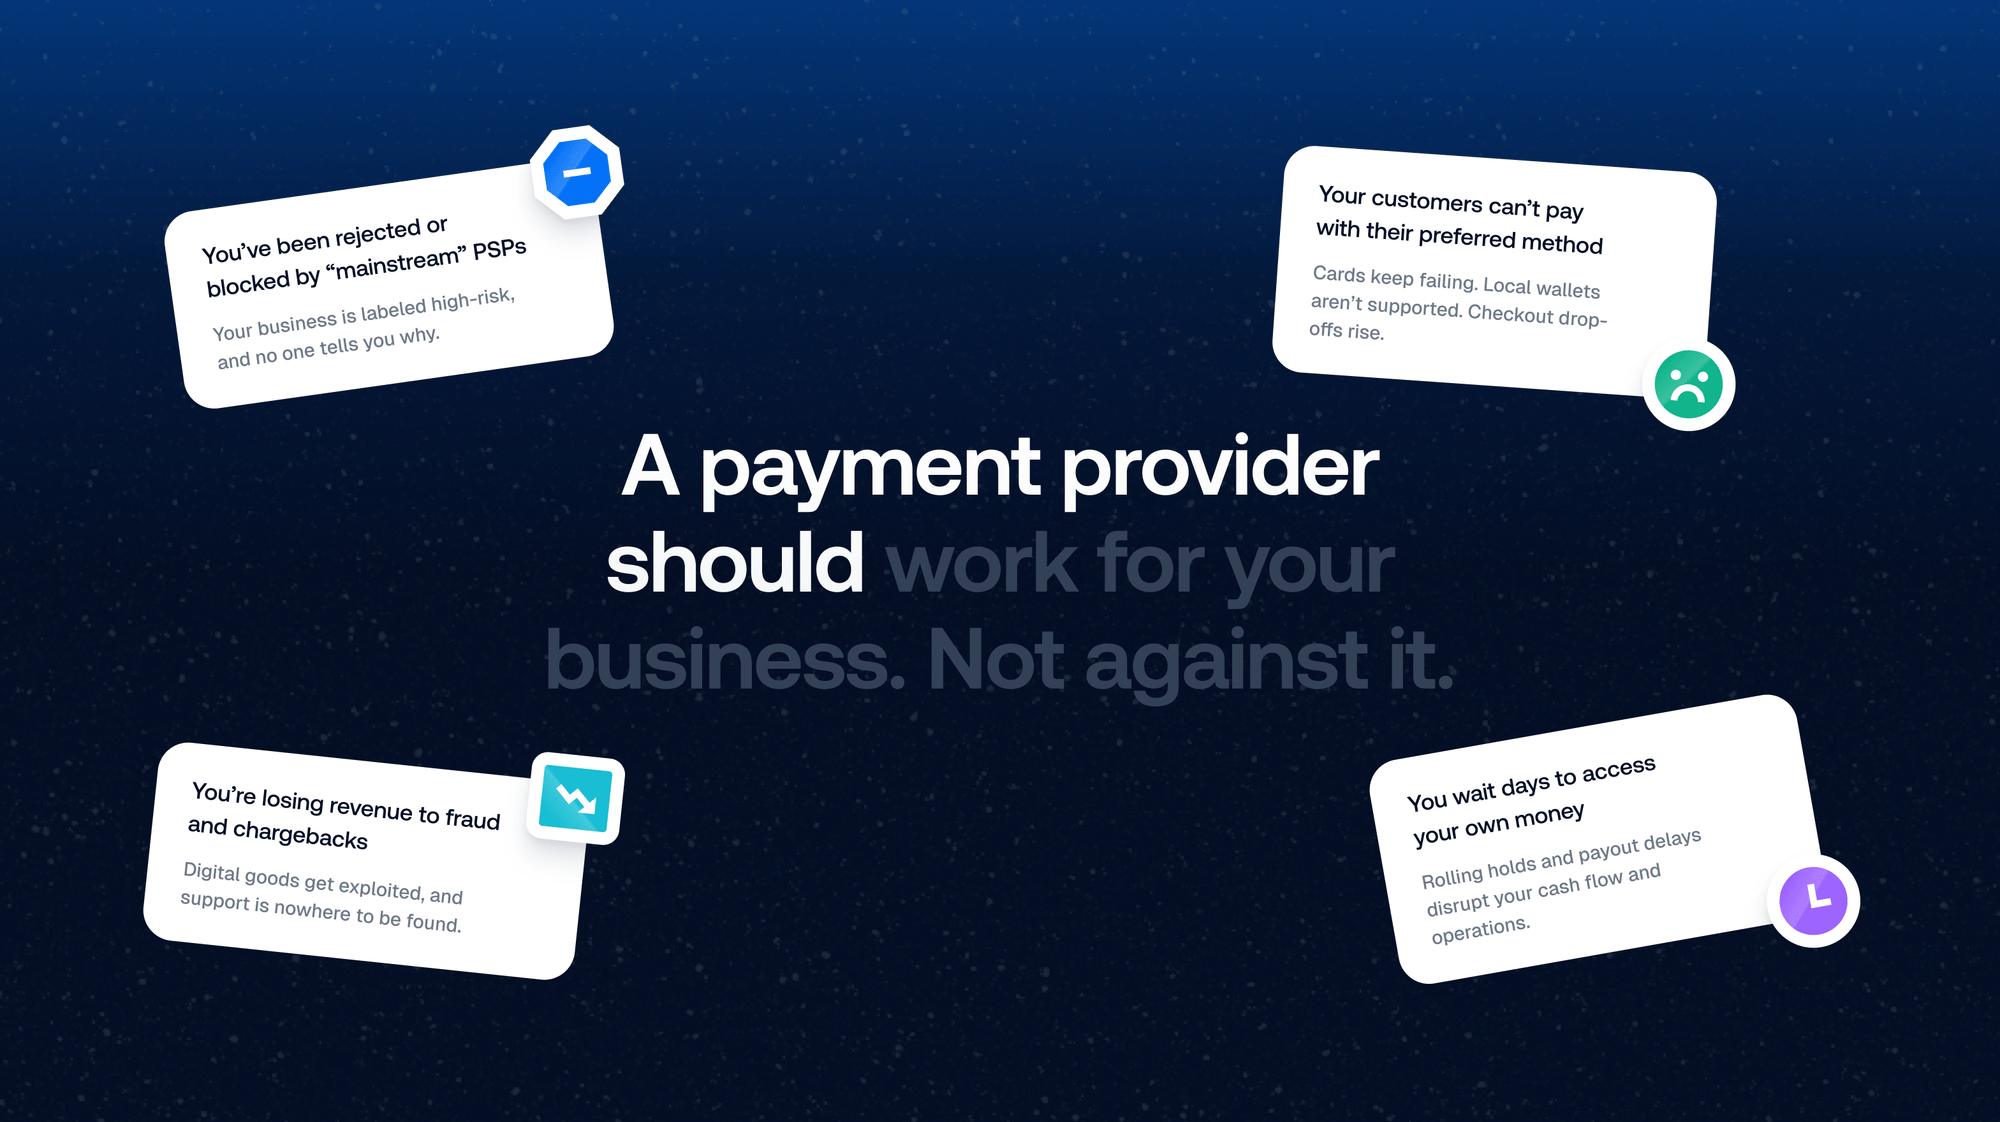 You’ve been rejected or
blocked by “mainstream” PSPs
Your business is labeled high-risk,
and no one tells you why.
Your customers can’t pay
with their preferred method
Cards keep failing. Local wallets
aren’t supported. Checkout drop-
offs rise.
A payment provider
should work for your
business. Not against it.
You’re losing revenue to fraud
and chargebacks
Digital goods get exploited, and
support is nowhere to be found.
You wait days to access
your own money
Rolling holds and payout delays
disrupt your cash flow and
operations.